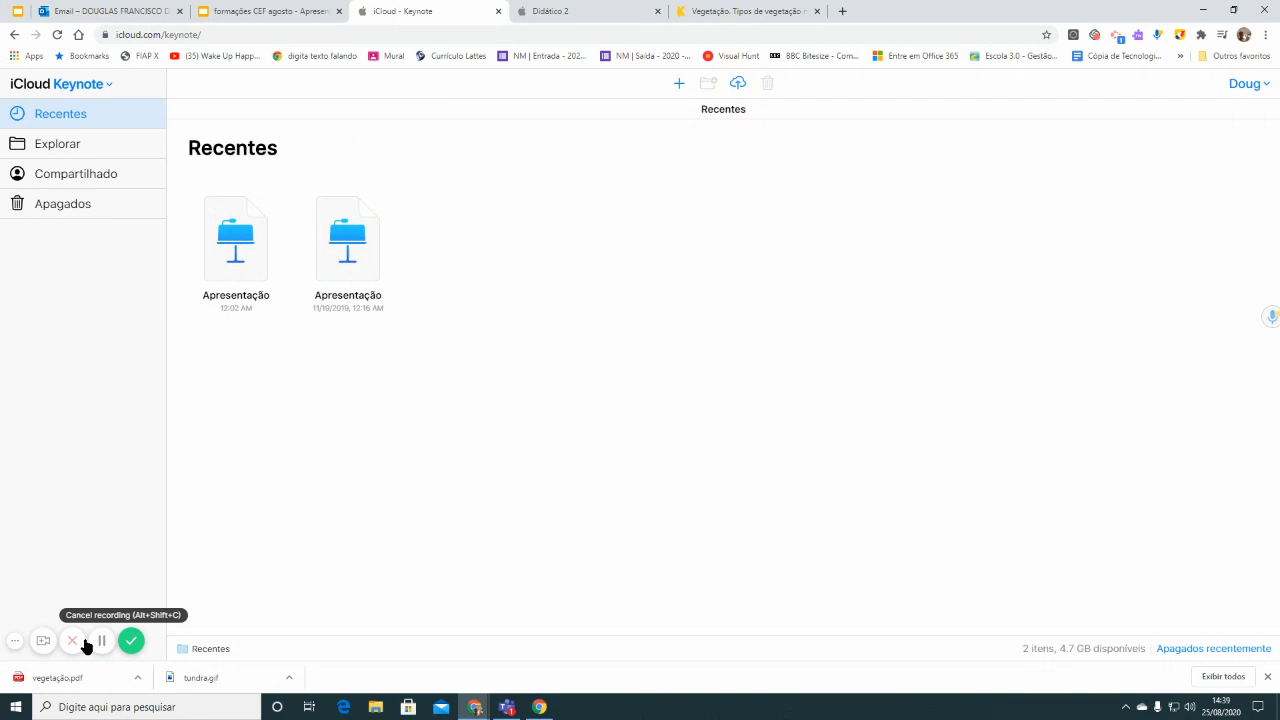 Email – DOUGLAS FRANCISCO D
formações CEF agosto - Apresen
iCloud - Keynote
Didático 2
Vegetação. Tipos de vegetação n
icloud.com/keynote/
Apps
Bookmarks
FIAP X
(35) Wake Up Happ...
digita texto falando
Mural
Currículo Lattes
NM | Entrada - 202...
NM | Saída - 2020 -...
Visual Hunt
BBC Bitesize - Com...
Entre em Office 365
Escola 3.0 - Gestão...
Cópia de Tecnologi...
»
Outros favoritos
iCloud Keynote
Doug
Recentes
Recentes
Explorar
Compartilhado
Apagados
Recentes
Apresentação
12:02 AM
Apresentação
11/19/2019, 12:16 AM
Cancel recording (Alt+Shift+C)
Recentes
2 itens, 4.7 GB disponíveis
Apagados recentemente
vegetação.pdf
tundra.gif
Exibir todos
Digite aqui para pesquisar
14:39
25/08/2020